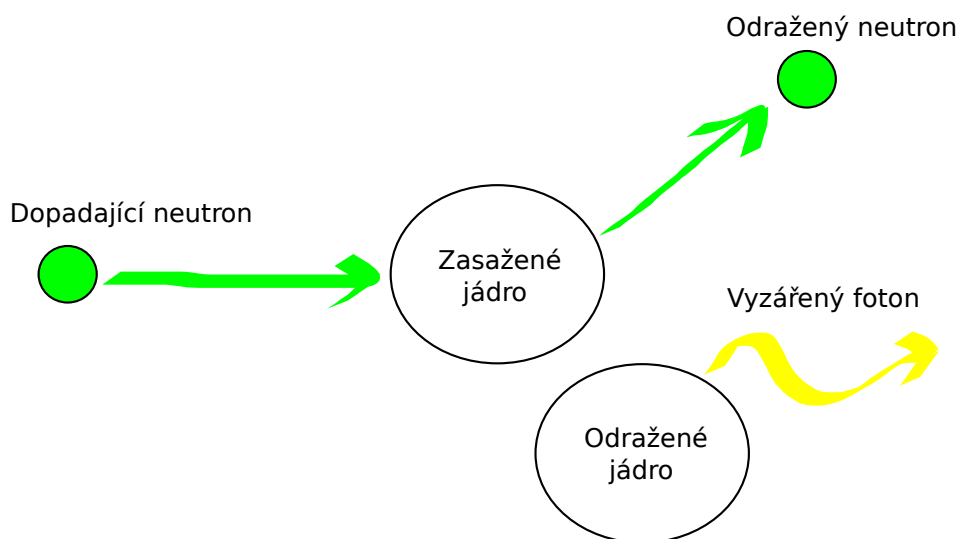 Odražený neutron
Dopadající neutron
Zasažené
jádro
Vyzářený foton
Odražené
jádro